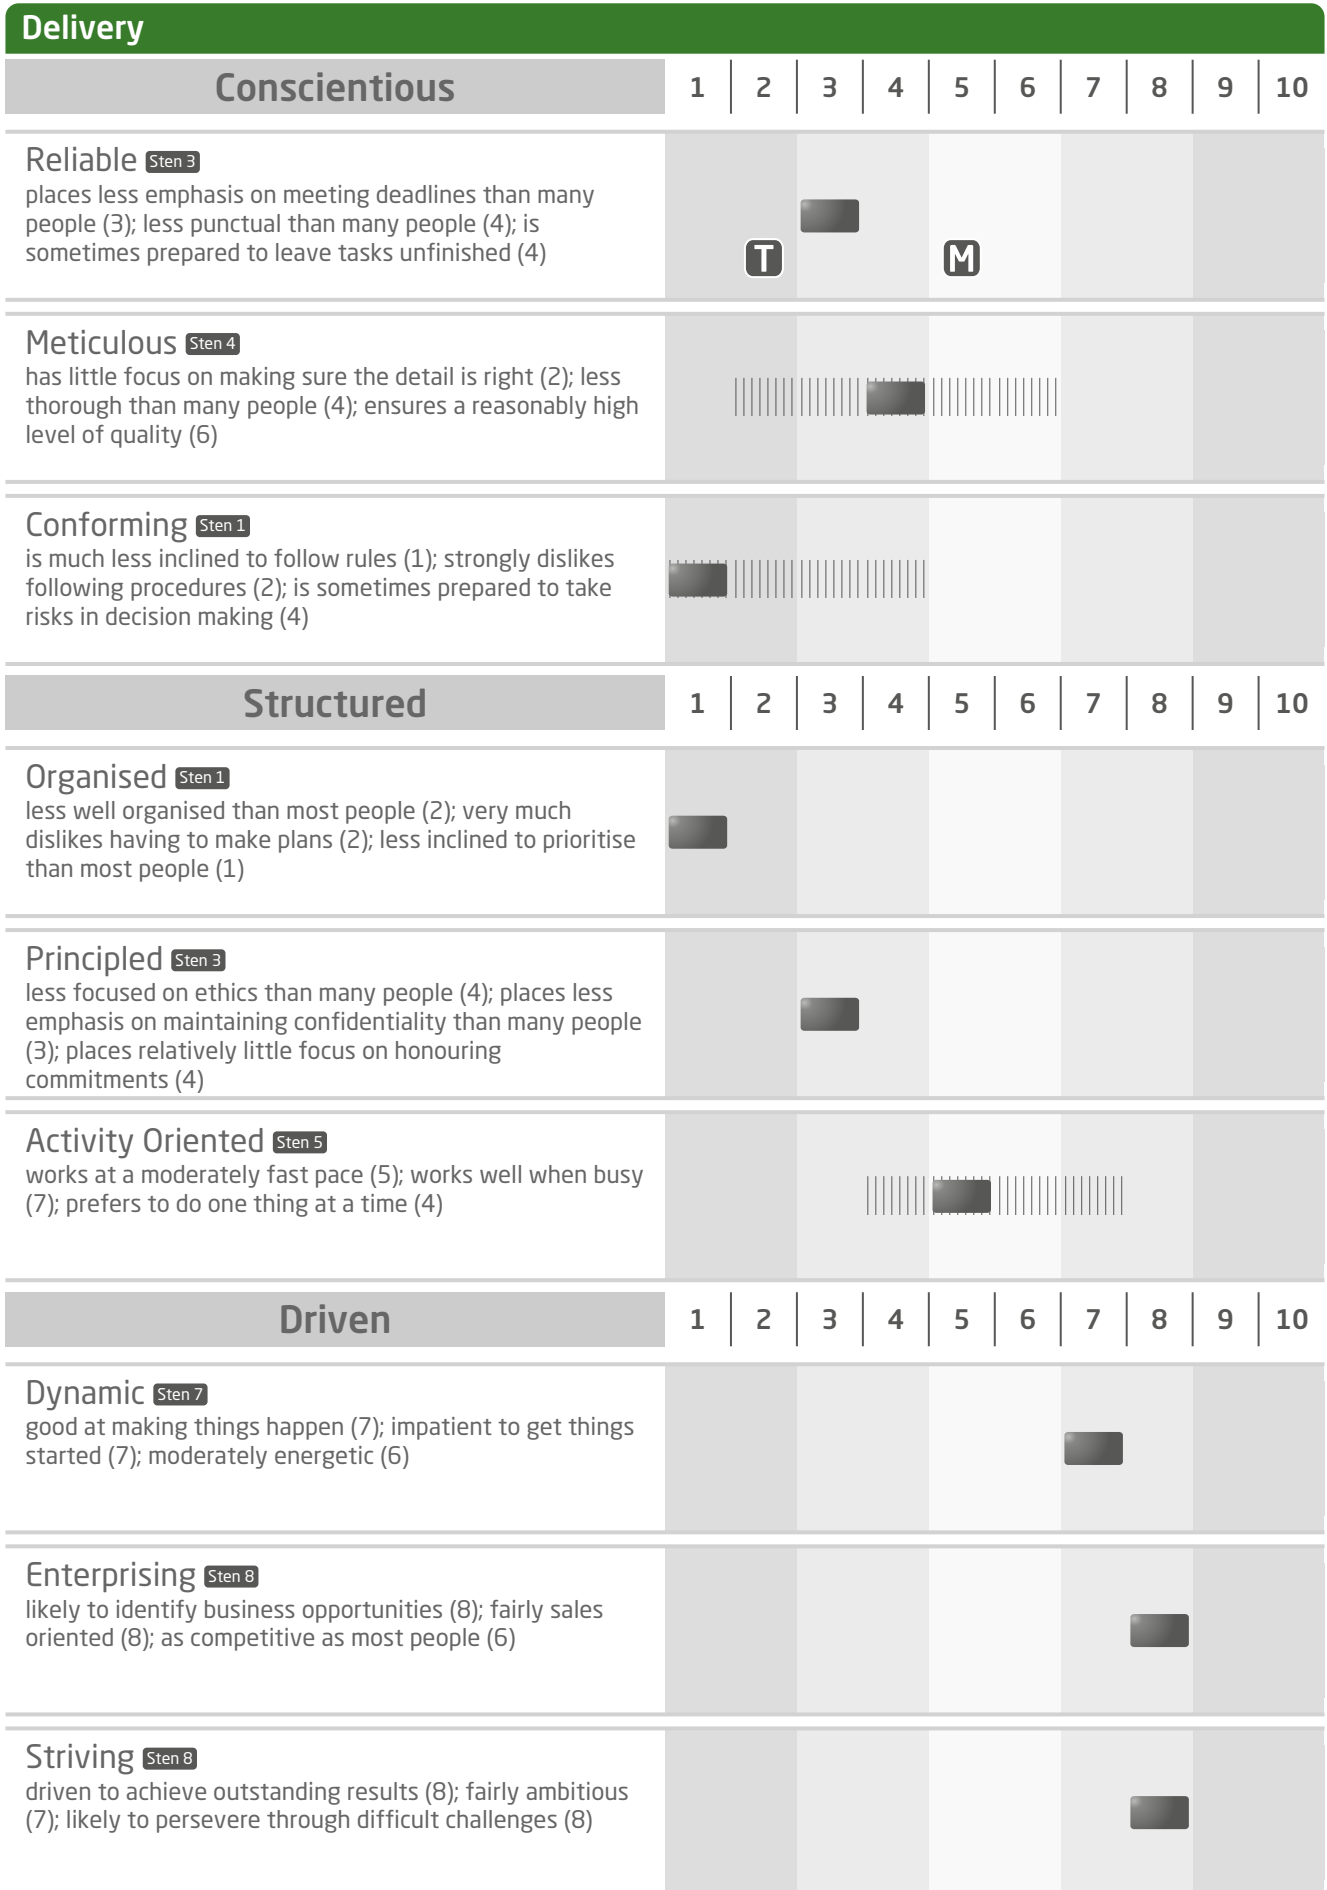 Delivery
Conscientious 1 2 3 4 5 6 7 8 9 10
Reliable Sten 3
places less emphasis on meeting deadlines than many
people (3); less punctual than many people (4); is
sometimes prepared to leave tasks unfinished (4)
T M
Meticulous Sten 4
has little focus on making sure the detail is right (2); less
thorough than many people (4); ensures a reasonably high
level of quality (6)
Conforming Sten 1
is much less inclined to follow rules (1); strongly dislikes
following procedures (2); is sometimes prepared to take
risks in decision making (4)
Structured 1 2 3 4 5 6 7 8 9 10
Organised Sten 1
less well organised than most people (2); very much
dislikes having to make plans (2); less inclined to prioritise
than most people (1)
Principled Sten 3
less focused on ethics than many people (4); places less
emphasis on maintaining confidentiality than many people
(3); places relatively little focus on honouring
commitments (4)
Activity Oriented Sten 5
works at a moderately fast pace (5); works well when busy
(7); prefers to do one thing at a time (4)
Driven 1 2 3 4 5 6 7 8 9 10
Dynamic Sten 7
good at making things happen (7); impatient to get things
started (7); moderately energetic (6)
Enterprising Sten 8
likely to identify business opportunities (8); fairly sales
oriented (8); as competitive as most people (6)
Striving Sten 8
driven to achieve outstanding results (8); fairly ambitious
(7); likely to persevere through difficult challenges (8)